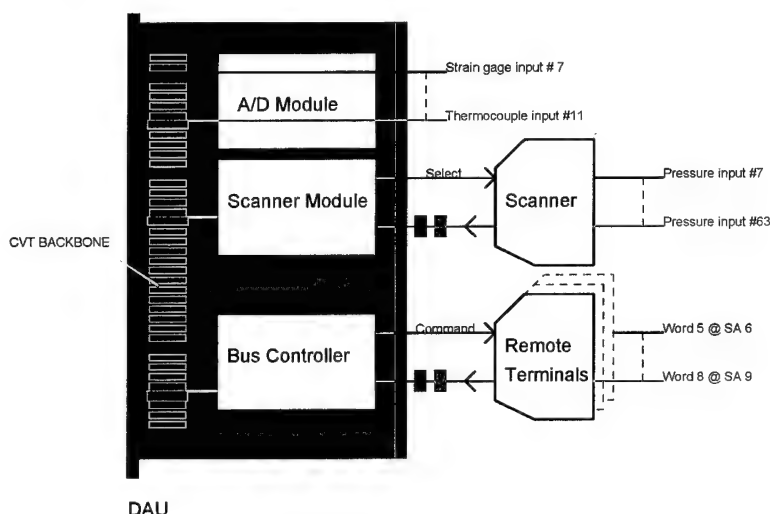 Strain gage input # 7
A/D Module
Thermocouple input #11
Select
Pressure input #7
Scanner Module
Scanner
Pressure input #63
CVT BACKBONE
Command
Word 5 @ SA 6
Bus Controller
Remote
Terminals
Word 8 @ SA 9
DAU